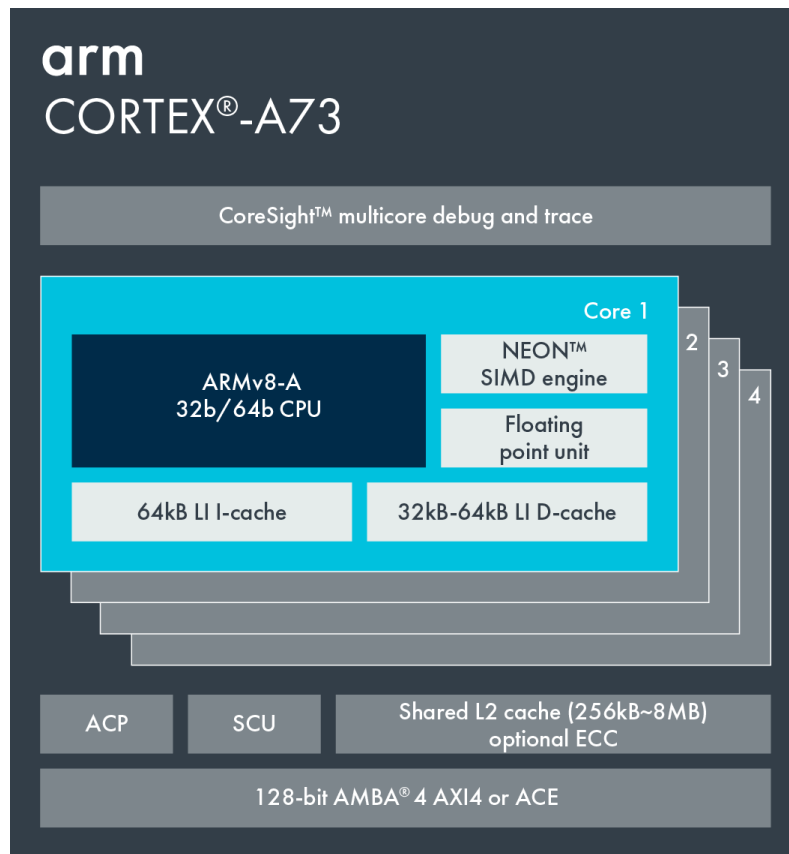 arm
CORTEX®-A73
CoreSight™ multicore debug and trace
Core 1
2
3
4
ARMv8-A
32b/64b CPU
NEON™
SIMD engine
Floating
point unit
64kB LI I-cache
32kB-64kB LI D-cache
ACP
SCU
Shared L2 cache (256kB~8MB)
optional ECC
128-bit AMBA® 4 AXI4 or ACE